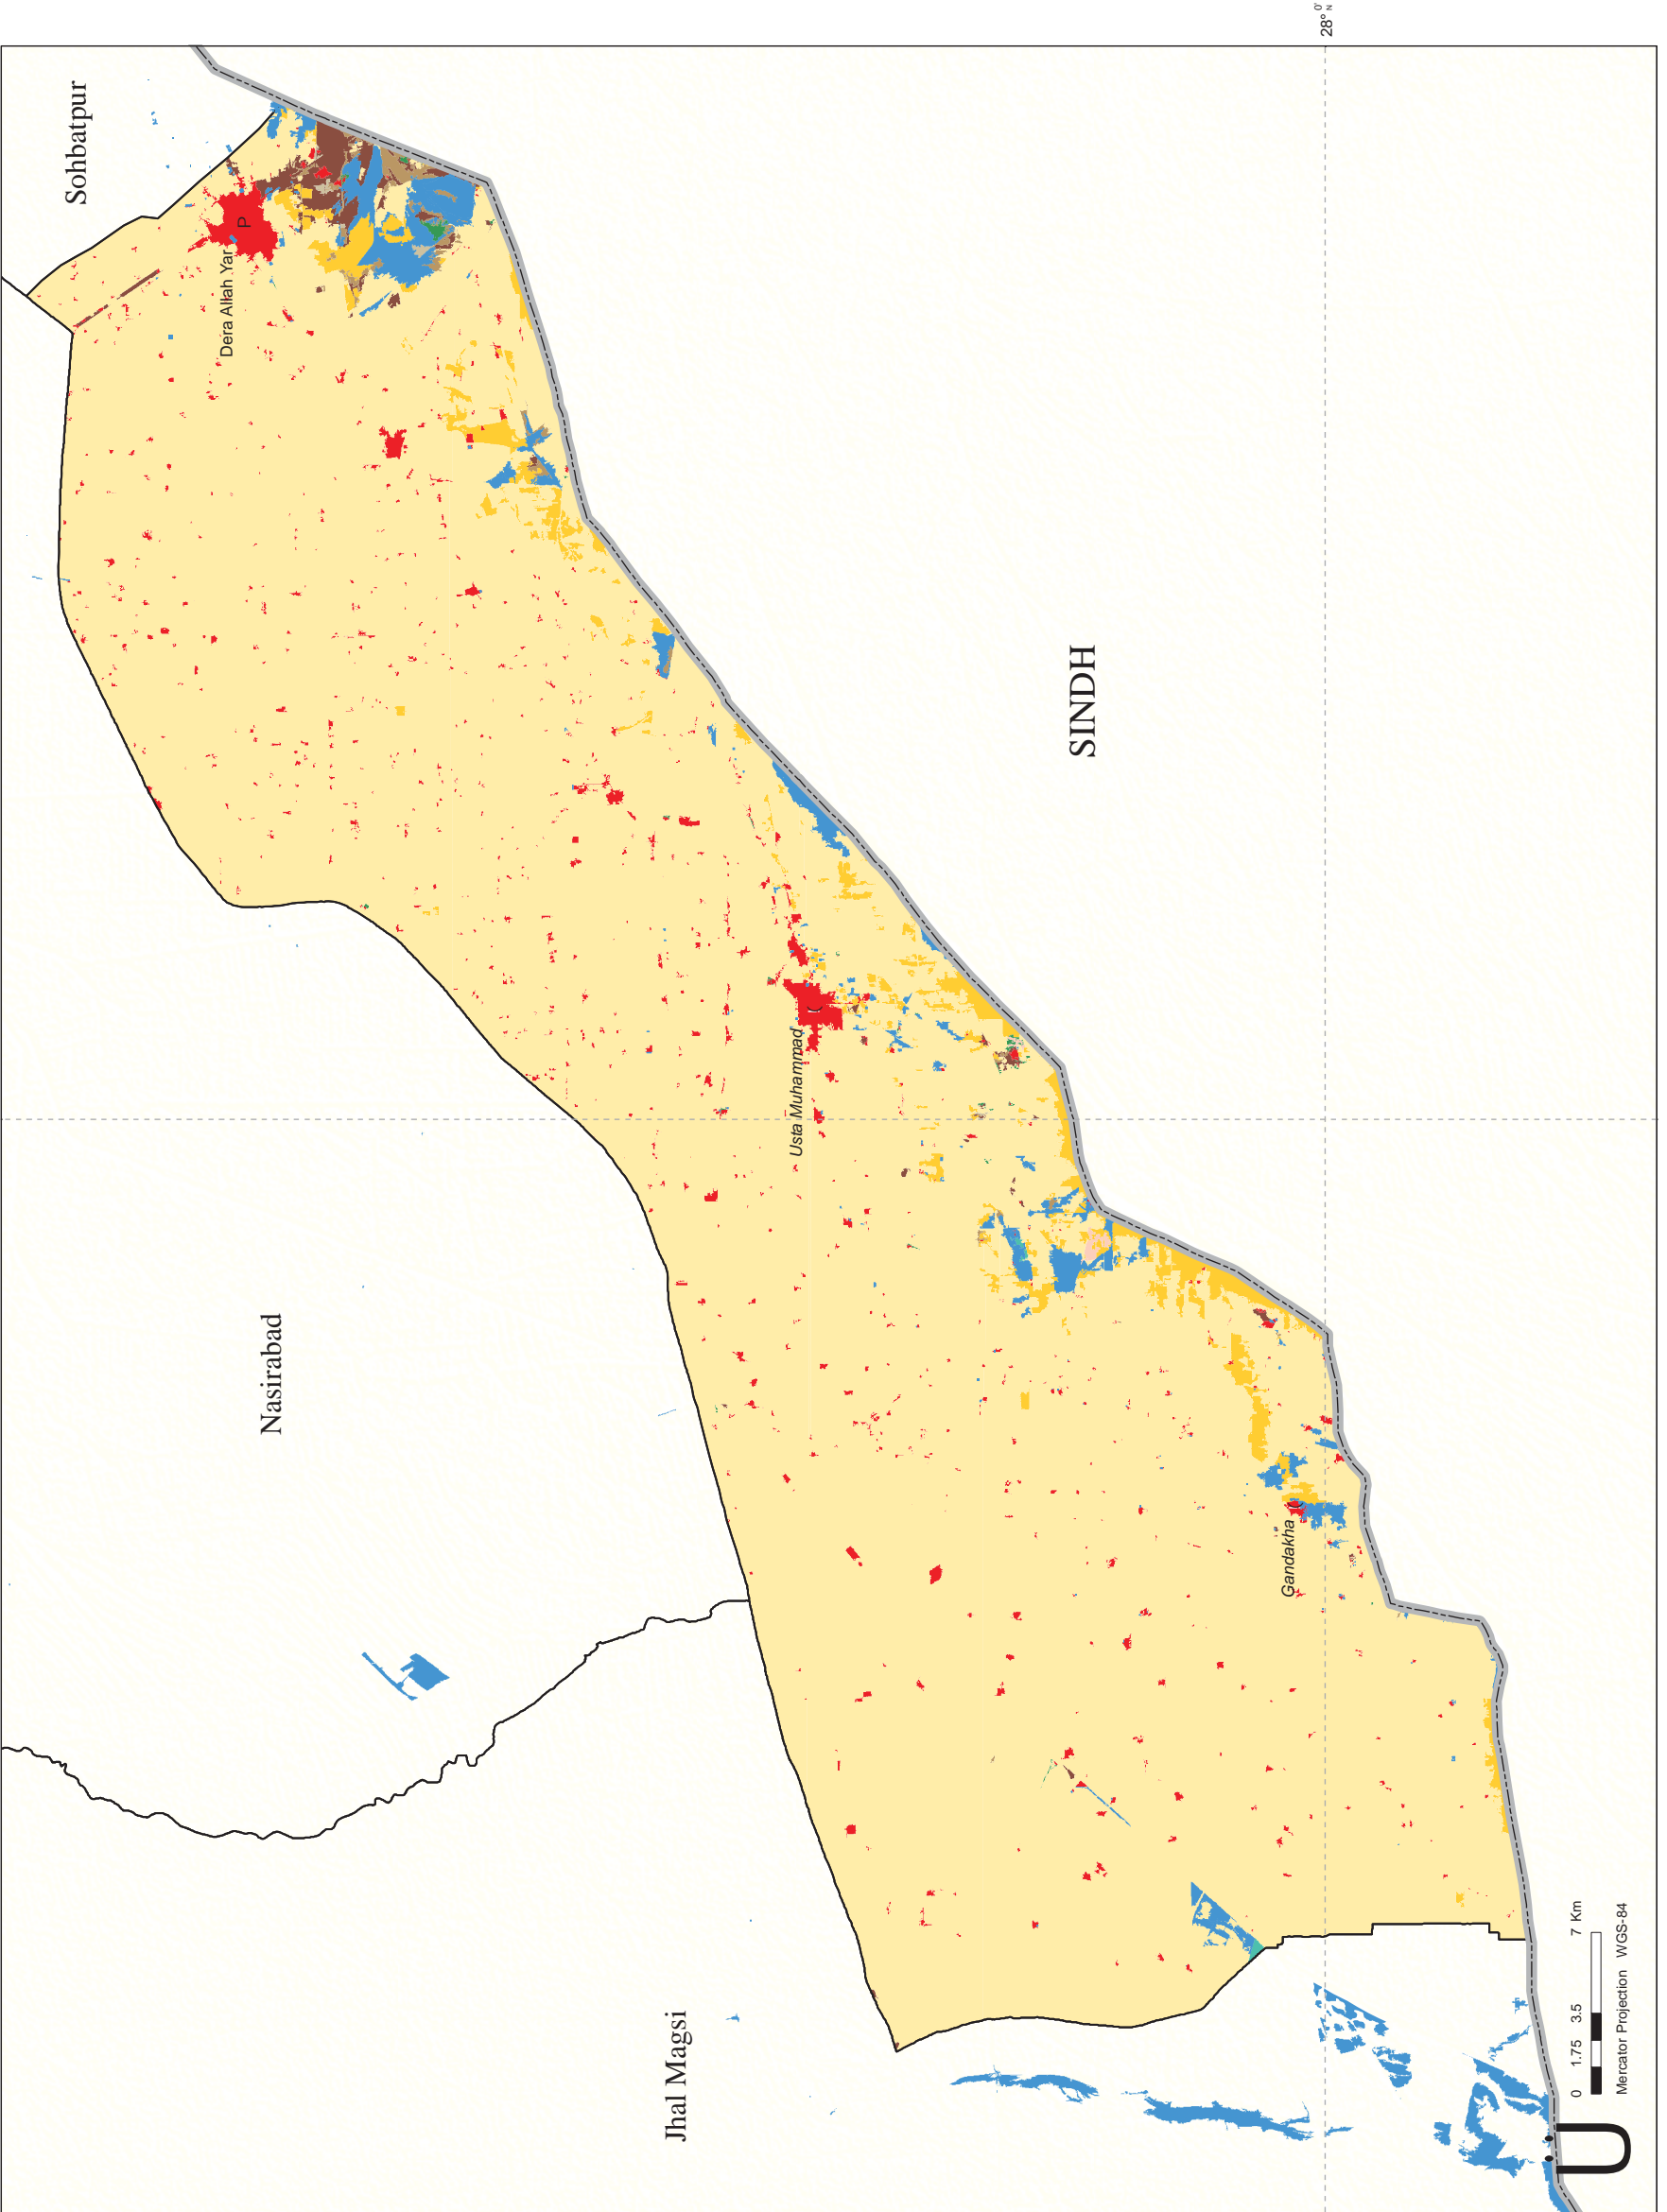 28° 0' N
Sohbatpur
P
Dera Allah Yar
SINDH
Usta Muhammad
Nasirabad
Gandakha
Jhal Magsi
0 1.75 3.5 7 Km
Mercator Projection WGS-84